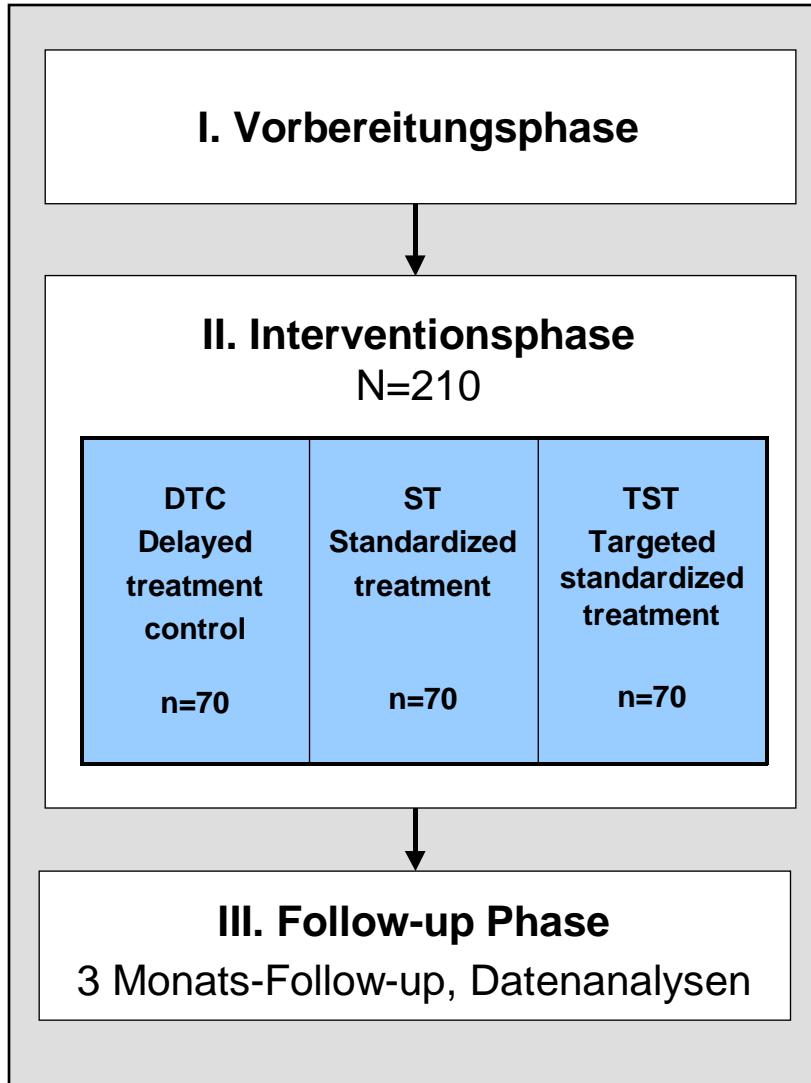 I. Vorbereitungsphase
II. Interventionsphase
N=210
DTC
Delayed
treatment
control
n=70
ST
Standardized
treatment
n=70
TST
Targeted
standardized
treatment
n=70
III. Follow-up Phase
3 Monats-Follow-up, Datenanalysen